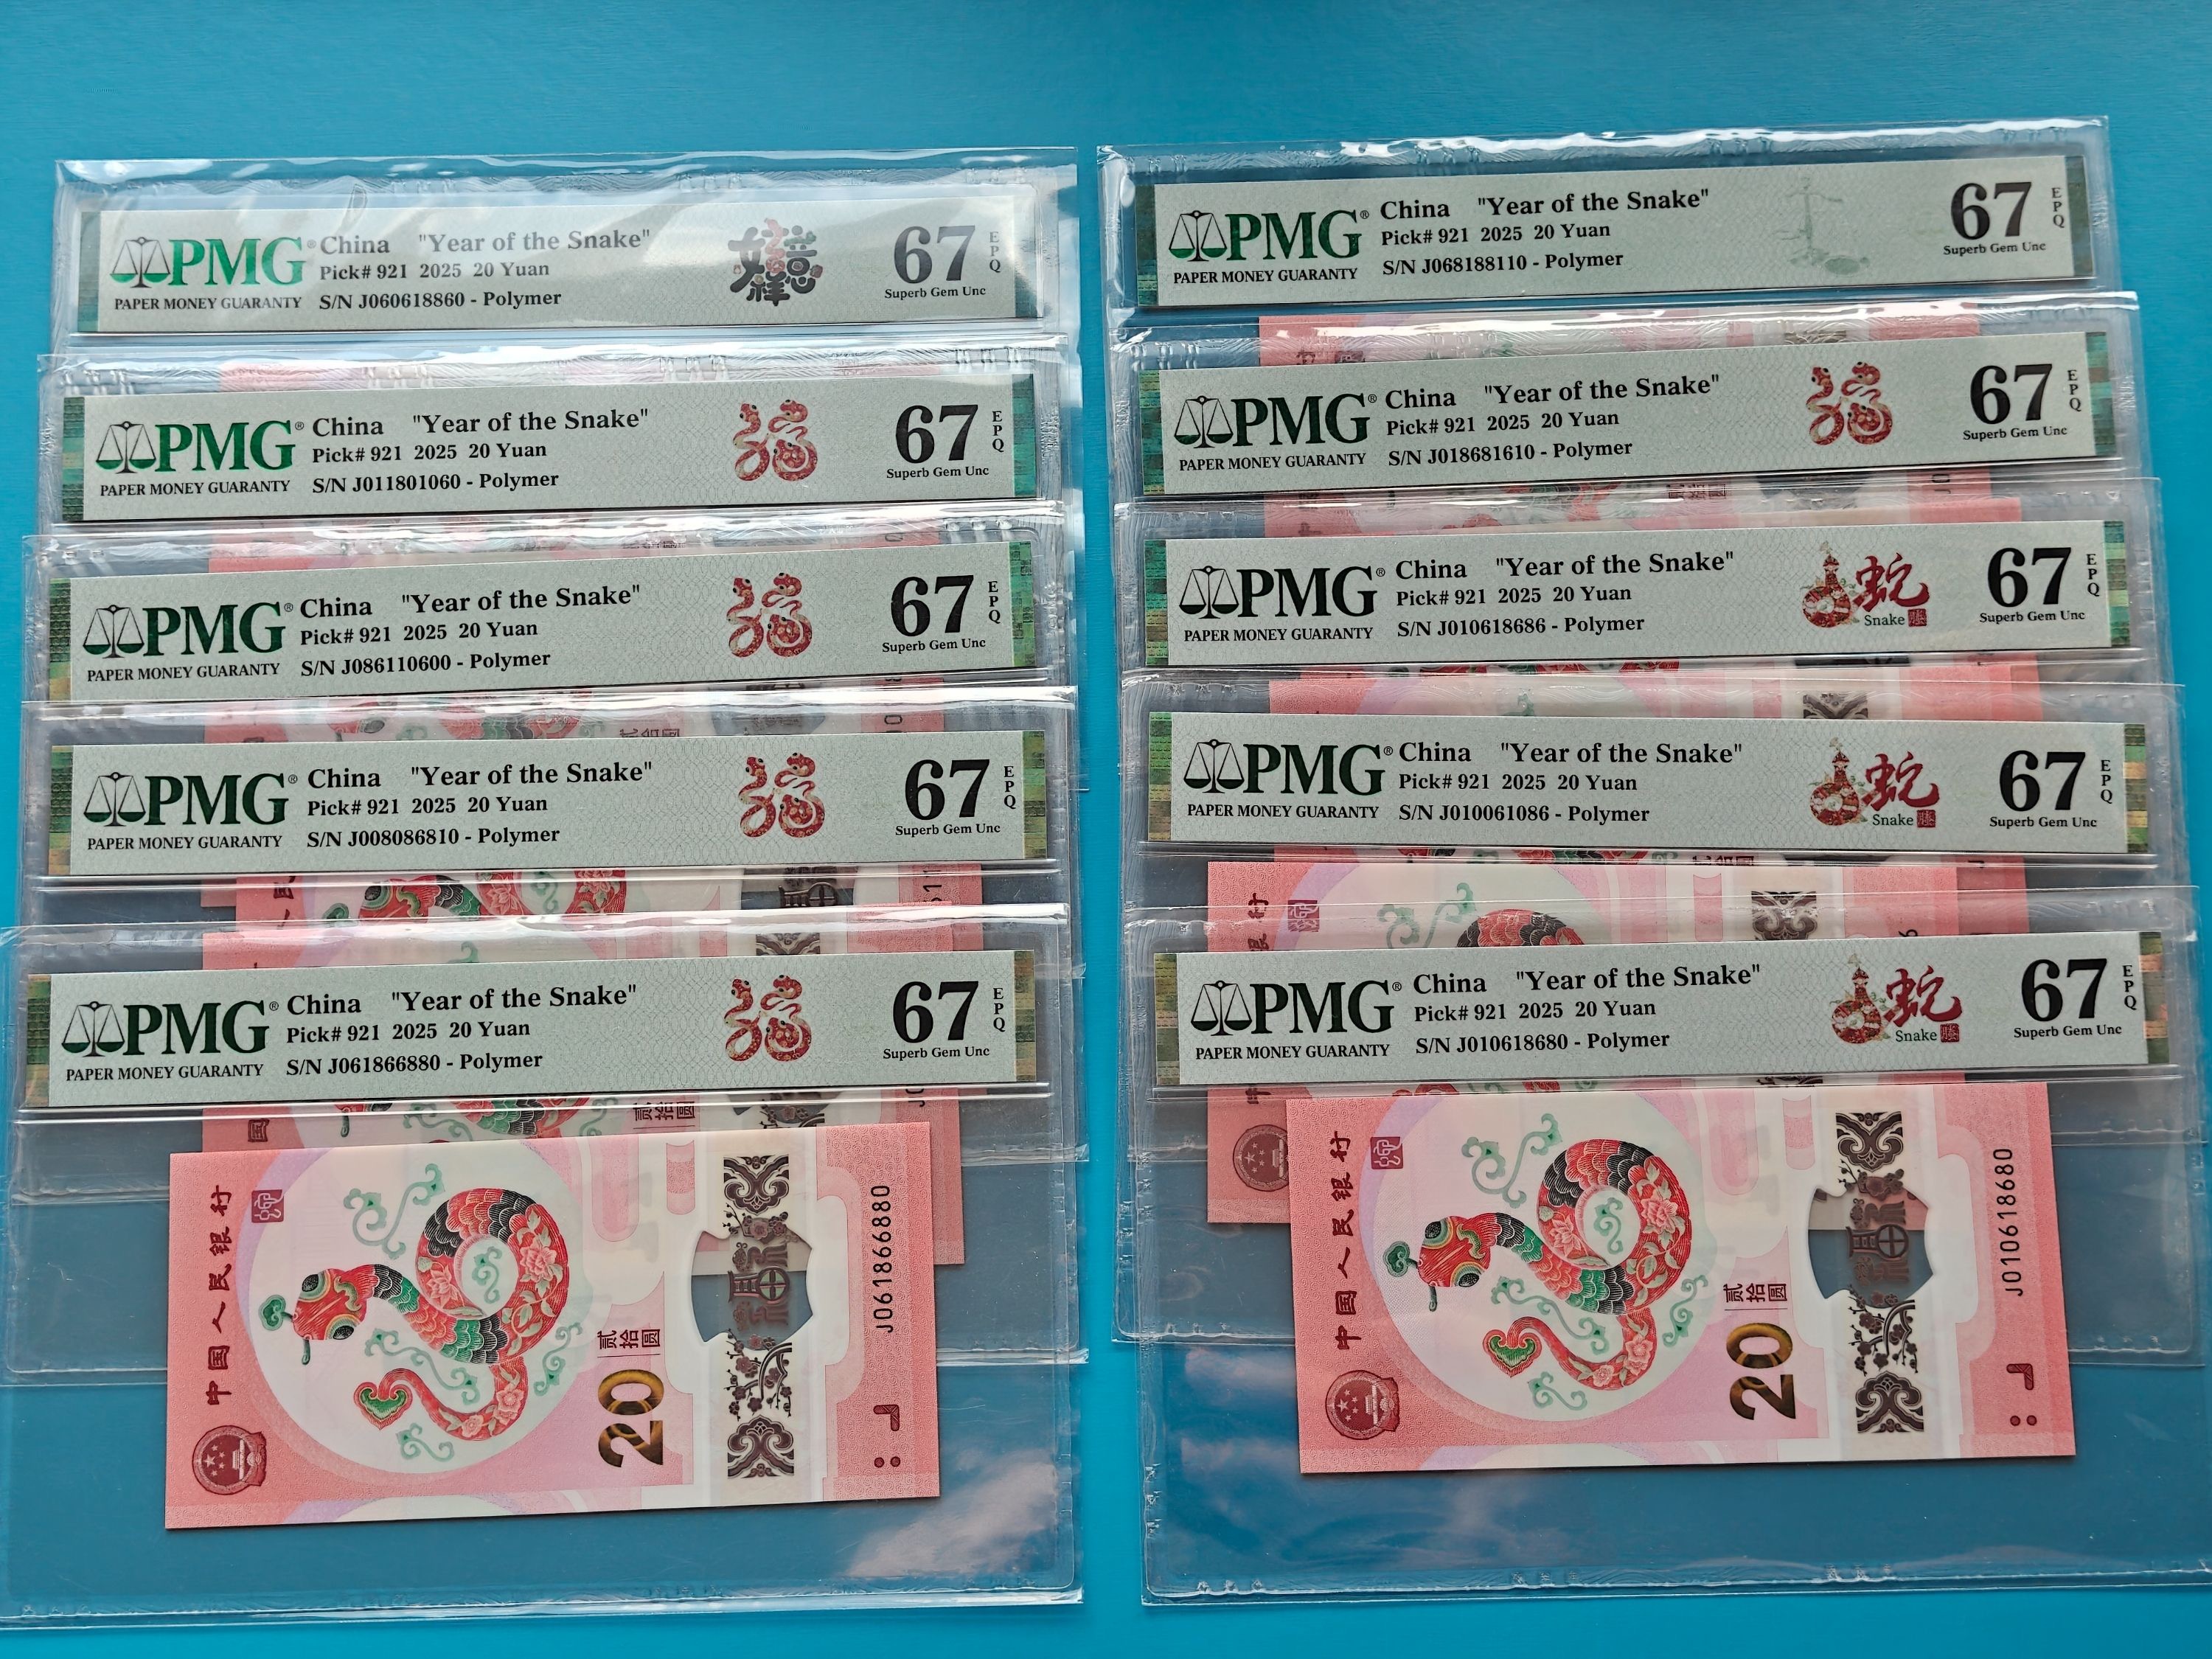 PMG®
PAPER MONEY GUARANTY
China "Year of the Snake"
Pick# 921 2025 20 Yuan
S/N J060618860 - Polymer
67
EPQ
Superb Gem Unc
PMG®
PAPER MONEY GUARANTY
China "Year of the Snake"
Pick# 921 2025 20 Yuan
S/N J011801060 - Polymer
67
EPQ
Superb Gem Unc
PMG®
PAPER MONEY GUARANTY
China "Year of the Snake"
Pick# 921 2025 20 Yuan
S/N J086110600 - Polymer
67
EPQ
Superb Gem Unc
PMG®
PAPER MONEY GUARANTY
China "Year of the Snake"
Pick# 921 2025 20 Yuan
S/N J008086810 - Polymer
67
EPQ
Superb Gem Unc
PMG®
PAPER MONEY GUARANTY
China "Year of the Snake"
Pick# 921 2025 20 Yuan
S/N J061866880 - Polymer
67
EPQ
Superb Gem Unc
中国人民银行
贰拾圆
20
J061866880
PMG®
PAPER MONEY GUARANTY
China "Year of the Snake"
Pick# 921 2025 20 Yuan
S/N J068188110 - Polymer
67
EPQ
Superb Gem Unc
PMG®
PAPER MONEY GUARANTY
China "Year of the Snake"
Pick# 921 2025 20 Yuan
S/N J018681610 - Polymer
67
EPQ
Superb Gem Unc
PMG®
PAPER MONEY GUARANTY
China "Year of the Snake"
Pick# 921 2025 20 Yuan
S/N J010618686 - Polymer
蛇
Snake
67
EPQ
Superb Gem Unc
PMG®
PAPER MONEY GUARANTY
China "Year of the Snake"
Pick# 921 2025 20 Yuan
S/N J010061086 - Polymer
蛇
Snake
67
EPQ
Superb Gem Unc
PMG®
PAPER MONEY GUARANTY
China "Year of the Snake"
Pick# 921 2025 20 Yuan
S/N J010618680 - Polymer
蛇
Snake
67
EPQ
Superb Gem Unc
中国人民银行
贰拾圆
20
J010618680